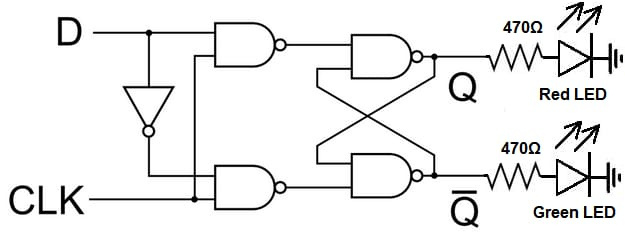 D
470Ω
Q
Red LED
470Ω
CLK
Q̅
Green LED